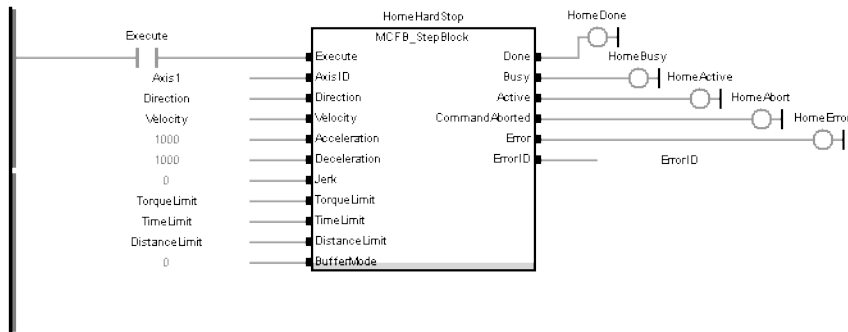 HomeHardStop
HomeDone
Execute
MCFB_StepBlock
Execute
Done
HomeBusy
Axis1
AxisID
Busy
HomeActive
Direction
Direction
Active
HomeAbort
Velocity
Velocity
CommandAborted
HomeError
1000
Acceleration
Error
1000
Deceleration
ErrorID
ErrorID
0
Jerk
TorqueLimit
TorqueLimit
TimeLimit
TimeLimit
DistanceLimit
DistanceLimit
0
BufferMode